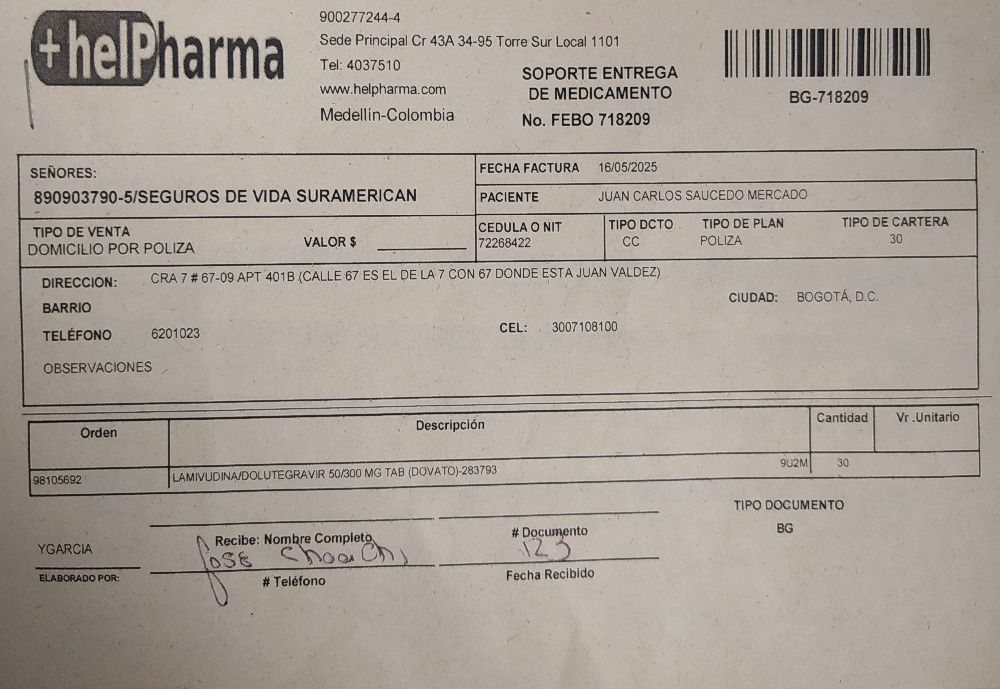 +helPharma
900277244-4
Sede Principal Cr 43A 34-95 Torre Sur Local 1101
Tel: 4037510
www.helpharma.com
Medellín-Colombia
SOPORTE ENTREGA
DE MEDICAMENTO
No. FEBO 718209
BG-718209
SEÑORES:
890903790-5/SEGUROS DE VIDA SURAMERICAN
FECHA FACTURA 16/05/2025
PACIENTE JUAN CARLOS SAUCEDO MERCADO
TIPO DE VENTA
DOMICILIO POR POLIZA
VALOR $
CEDULA O NIT
72268422
TIPO DCTO
CC
TIPO DE PLAN
POLIZA
TIPO DE CARTERA
30
DIRECCION: CRA 7 # 67-09 APT 401B (CALLE 67 ES EL DE LA 7 CON 67 DONDE ESTA JUAN VALDEZ)
BARRIO
CIUDAD: BOGOTÁ, D.C.
TELÉFONO 6201023
CEL: 3007108100
OBSERVACIONES
Orden Descripción Cantidad Vr .Unitario
98105692 LAMIVUDINA/DOLUTEGRAVIR 50/300 MG TAB (DOVATO)-283793 9U2M 30
TIPO DOCUMENTO
BG
YGARCIA
ELABORADO POR:
Recibe: Nombre Completo
Jose
# Teléfono
# Documento
123
Fecha Recibido